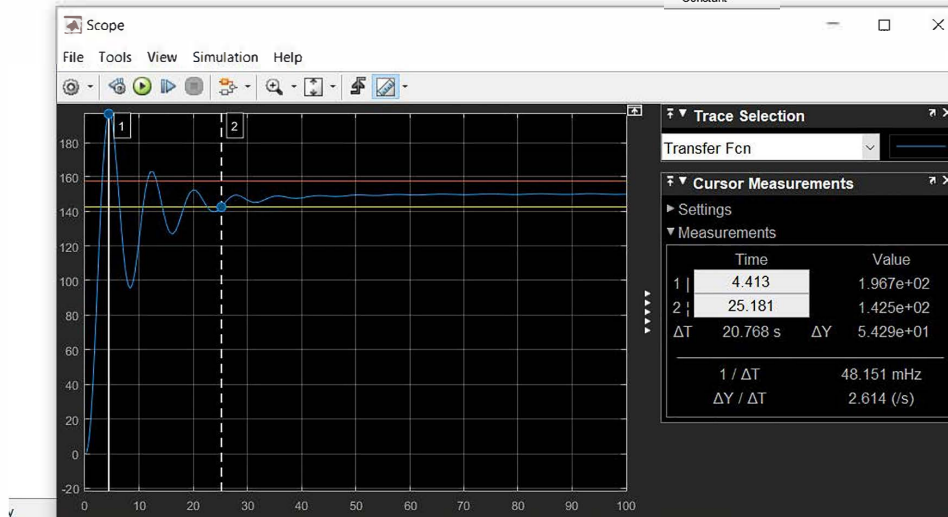 Constant
Scope
File Tools View Simulation Help
1
2
180
160
140
120
100
80
60
40
20
0
-20
0 10 20 30 40 50 60 70 80 90 100
Trace Selection
Transfer Fcn
Cursor Measurements
Settings
Measurements
Time Value
1 | 4.413 1.967e+02
2 ¦ 25.181 1.425e+02
ΔT 20.768 s ΔY 5.429e+01
1 / ΔT 48.151 mHz
ΔY / ΔT 2.614 (/s)
y